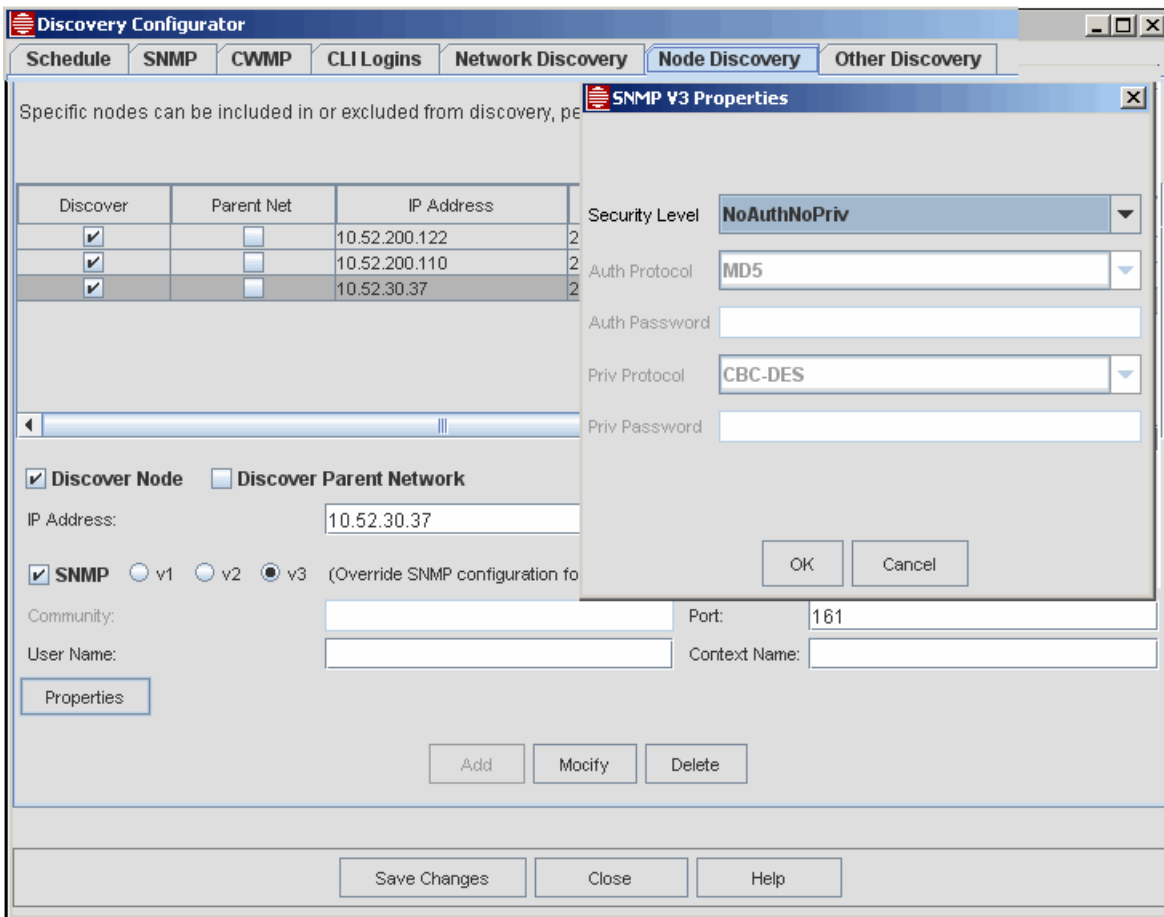 Discovery Configurator
Schedule SNMP CWMP CLI Logins Network Discovery Node Discovery Other Discovery
Specific nodes can be included in or excluded from discovery, pe
Discover Parent Net IP Address
10.52.200.122 2
10.52.200.110 2
10.52.30.37 2
SNMP V3 Properties
Security Level NoAuthNoPriv
Auth Protocol MD5
Auth Password
Priv Protocol CBC-DES
Priv Password
OK Cancel
Discover Node Discover Parent Network
IP Address: 10.52.30.37
SNMP v1 v2 v3 (Override SNMP configuration fo
Community: Port: 161
User Name: Context Name:
Properties
Add Modify Delete
Save Changes Close Help